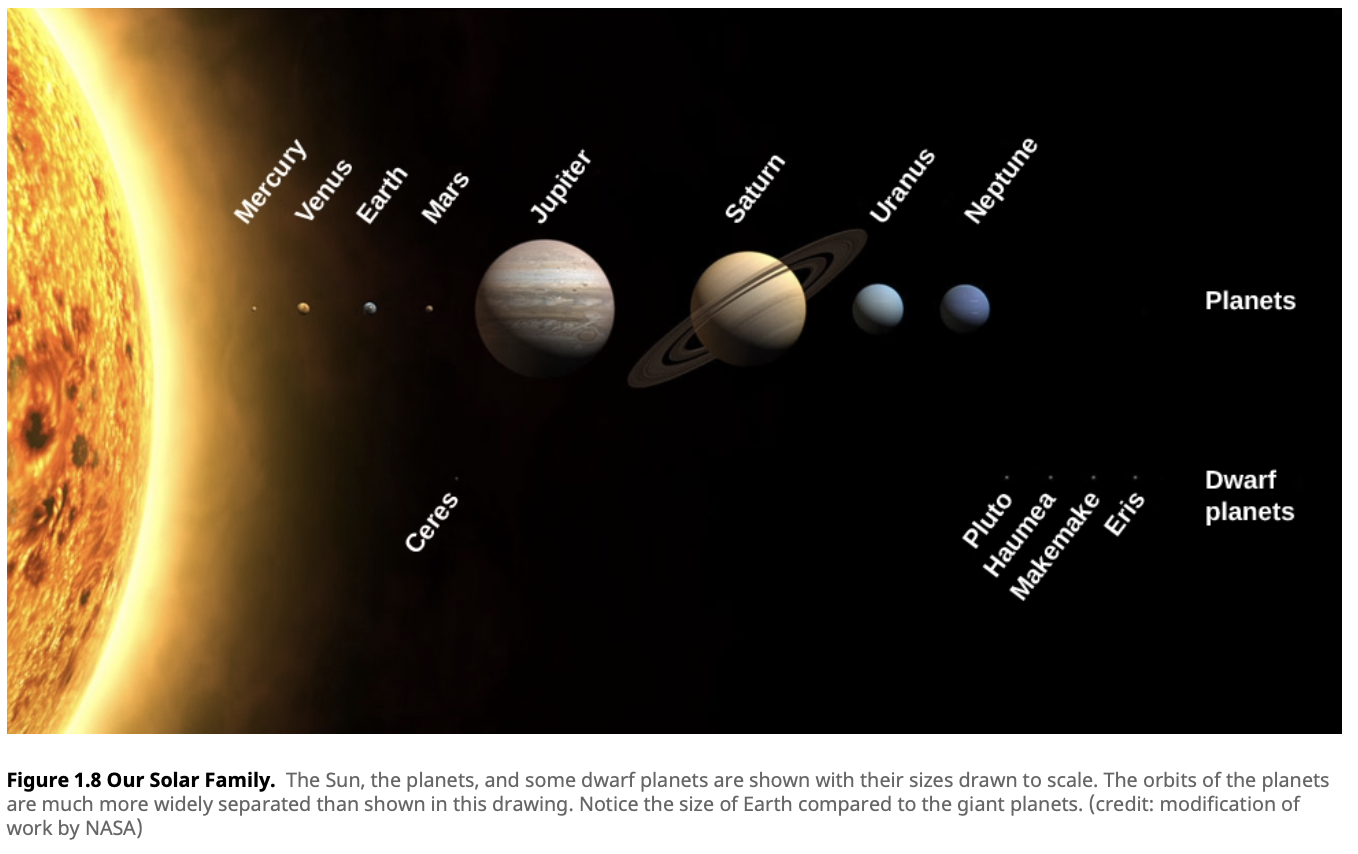 Mercury
Venus
Earth
Mars
Jupiter
Saturn
Uranus
Neptune
Planets
Ceres
Pluto
Haumea
Makemake
Eris
Dwarf
planets
Figure 1.8 Our Solar Family. The Sun, the planets, and some dwarf planets are shown with their sizes drawn to scale. The orbits of the planets
are much more widely separated than shown in this drawing. Notice the size of Earth compared to the giant planets. (credit: modification of
work by NASA)